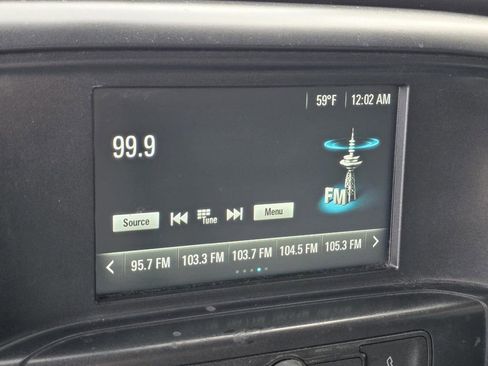 59°F 12:02 AM
99.9
FM
Source Tune Menu
95.7 FM 103.3 FM 103.7 FM 104.5 FM 105.3 FM